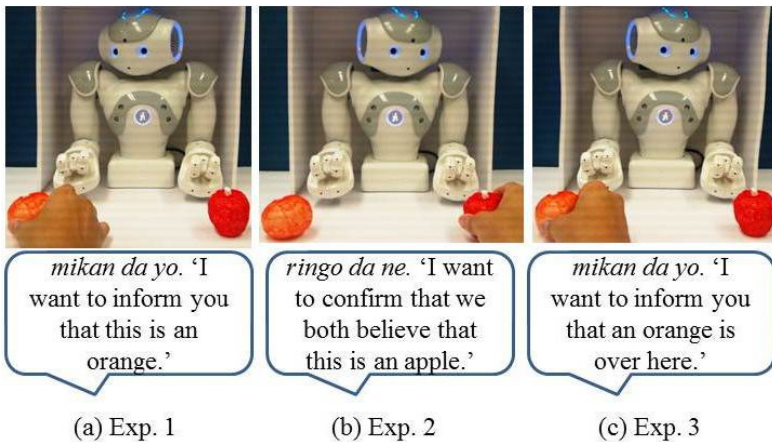 mikan da yo. ‘I
want to inform you
that this is an
orange.’
ringo da ne. ‘I want
to confirm that we
both believe that
this is an apple.’
mikan da yo. ‘I
want to inform you
that an orange is
over here.’
(a) Exp. 1
(b) Exp. 2
(c) Exp. 3